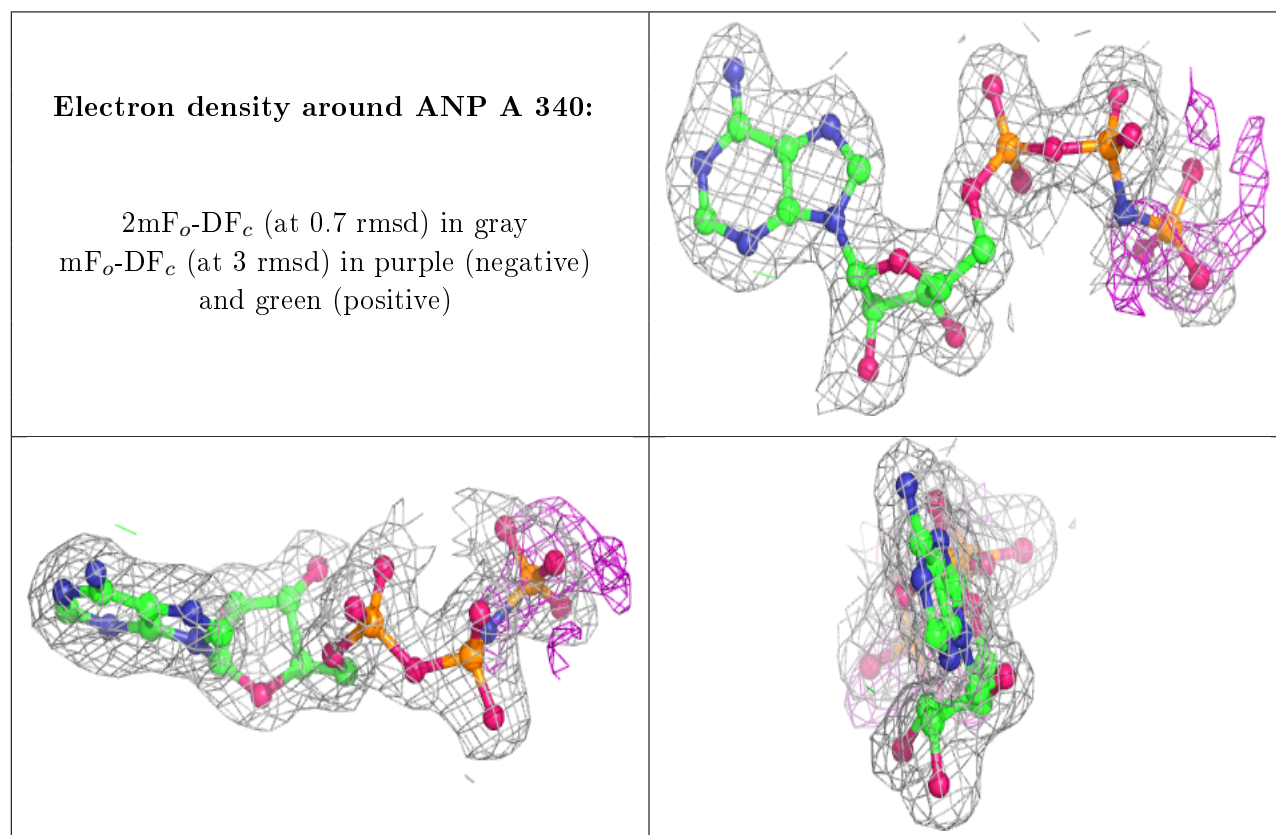 Electron density around ANP A 340:
2mFo-DFc (at 0.7 rmsd) in gray
mFo-DFc (at 3 rmsd) in purple (negative)
and green (positive)